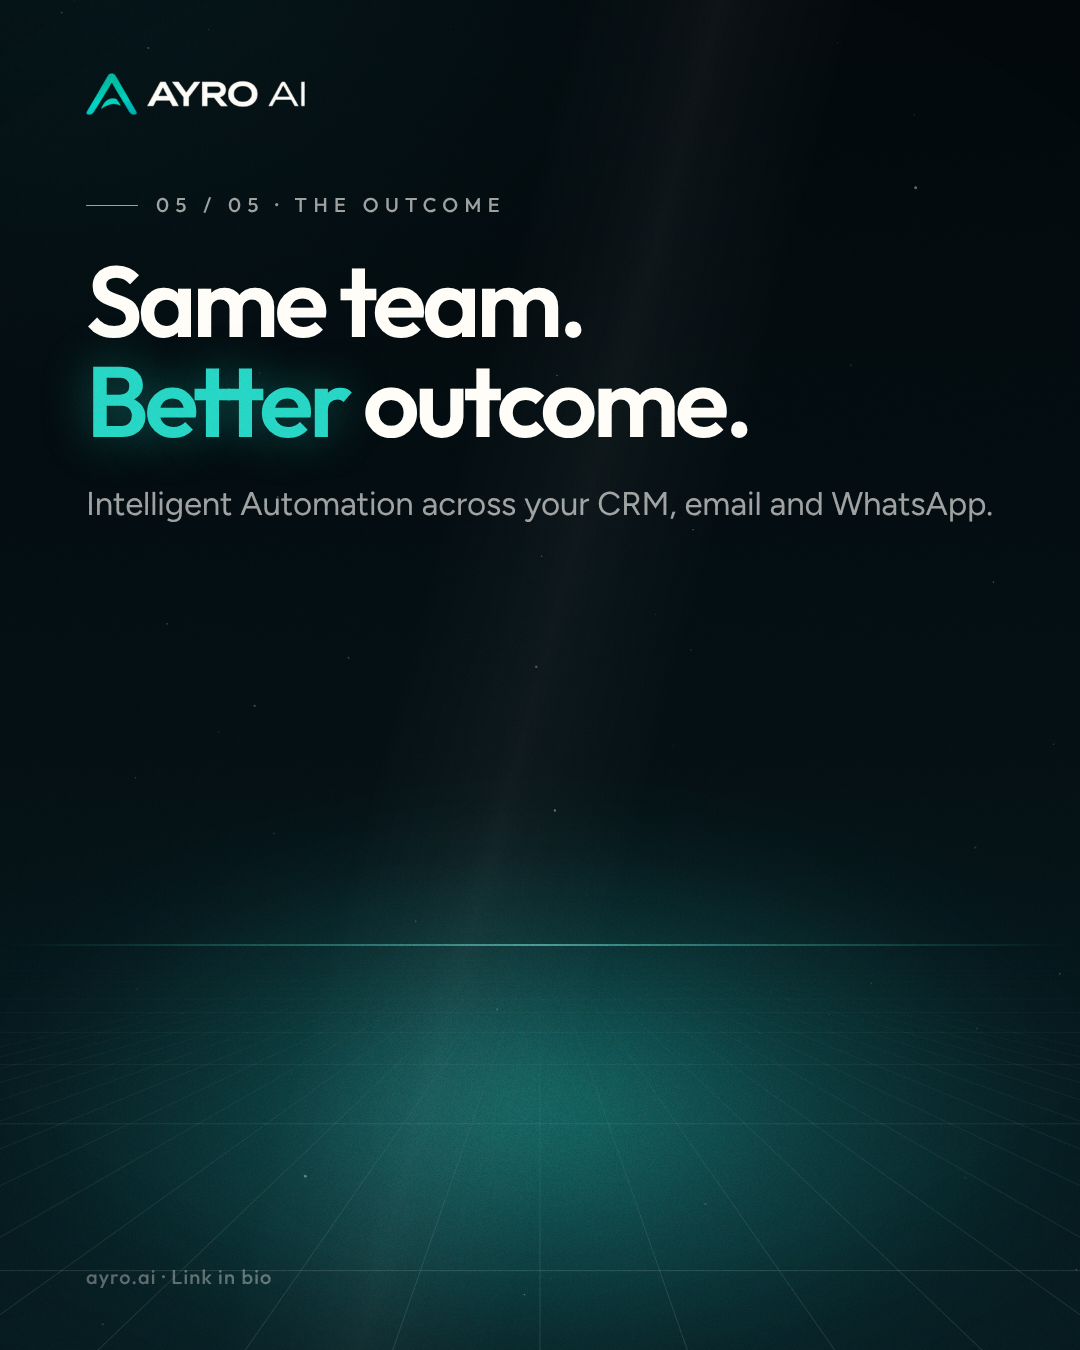 AYRO AI
05 / 05 · THE OUTCOME
Same team.
Better outcome.
Intelligent Automation across your CRM, email and WhatsApp.
ayro.ai · Link in bio